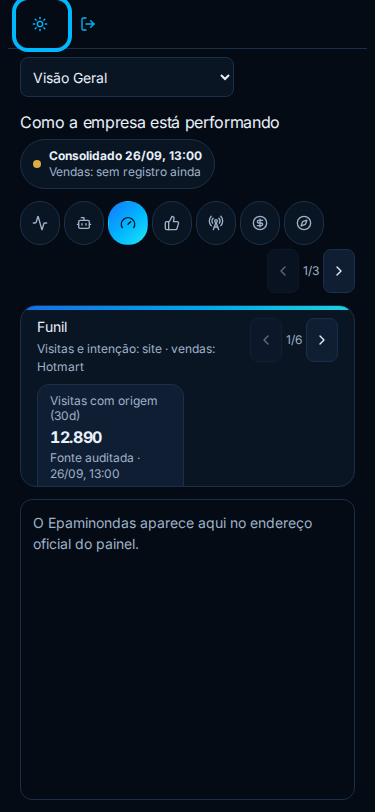 Visão Geral
Como a empresa está performando
Consolidado 26/09, 13:00
Vendas: sem registro ainda
1/3
Funil
1/6
Visitas e intenção: site · vendas:
Hotmart
Visitas com origem
(30d)
12.890
Fonte auditada ·
26/09, 13:00
O Epaminondas aparece aqui no endereço
oficial do painel.